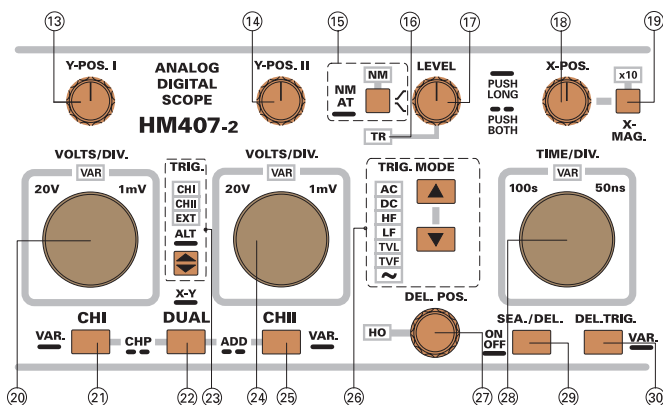 13
14
15
16
17
18
19
Y-POS. I
ANALOG
DIGITAL
SCOPE
HM407-2
Y-POS. II
NM
AT
NM
LEVEL
TR
PUSH
LONG
PUSH
BOTH
X-POS.
x10
X-
MAG.
VOLTS/DIV.
VAR
20V
1mV
TRIG.
CHI
CHII
EXT
ALT
X-Y
VOLTS/DIV.
VAR
20V
1mV
TRIG. MODE
AC
DC
HF
LF
TVL
TVF
~
TIME/DIV.
VAR
100s
50ns
DEL. POS.
HO
CHI
VAR.
CHP
DUAL
ADD
CHII
VAR.
ON
OFF
SEA./DEL.
DEL.TRIG.
VAR.
20
21
22
23
24
25
26
27
28
29
30